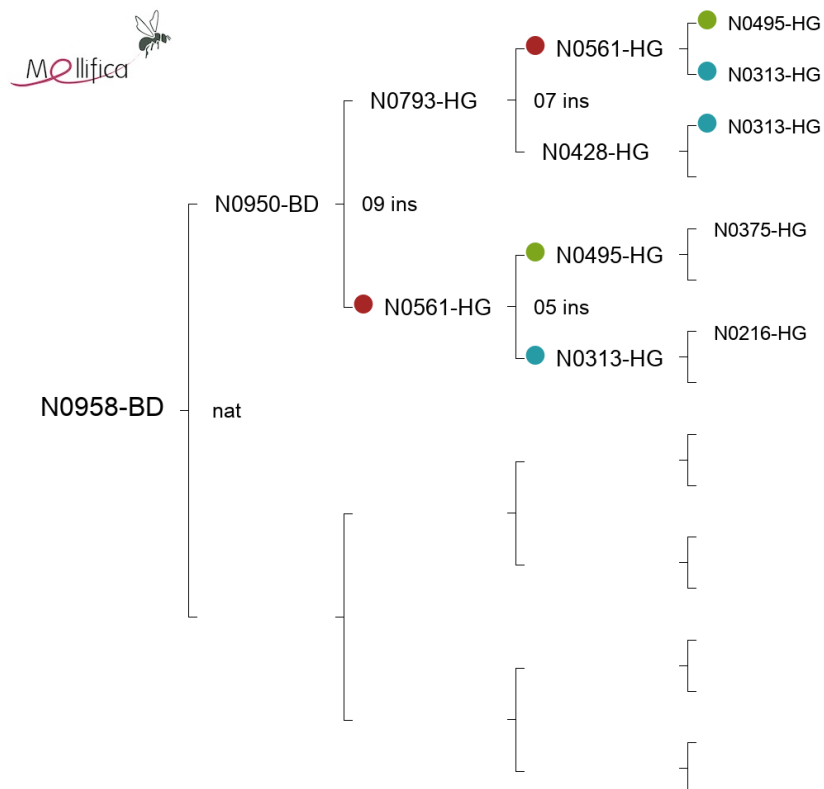 Mellifica
N0495-HG
N0561-HG
N0313-HG
N0793-HG
07 ins
N0313-HG
N0428-HG
N0950-BD
09 ins
N0375-HG
N0495-HG
N0561-HG
05 ins
N0216-HG
N0313-HG
N0958-BD
nat